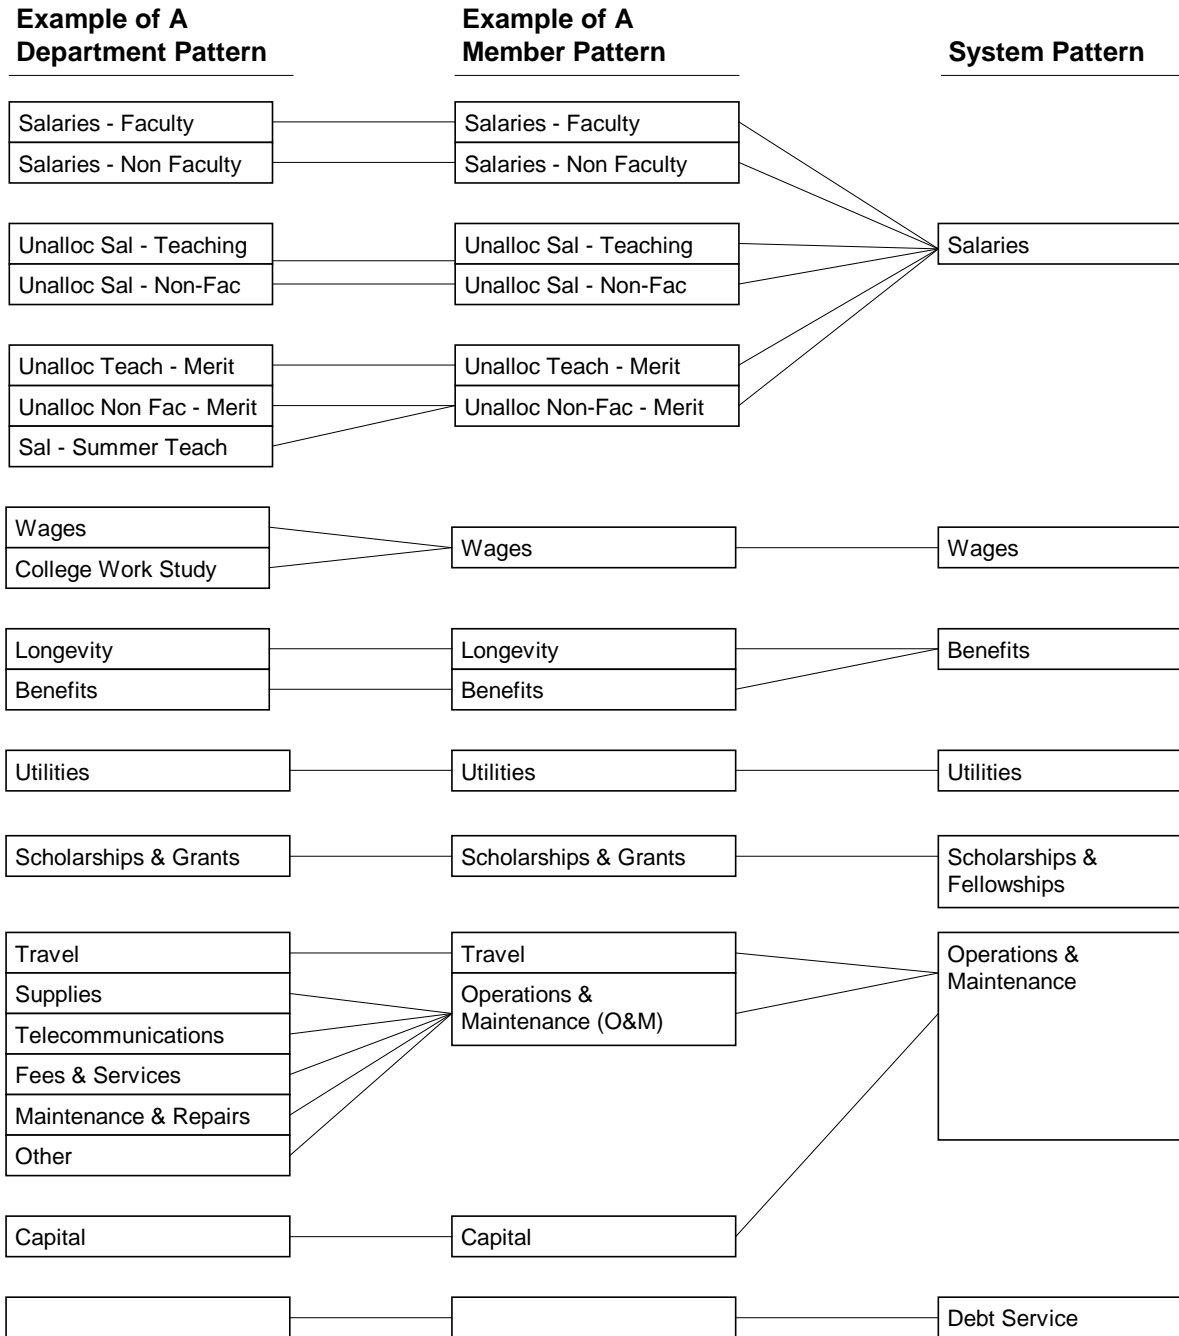 Example of A
Department Pattern
Example of A
Member Pattern
System Pattern
Salaries - Faculty
Salaries - Non Faculty
Unalloc Sal - Teaching
Unalloc Sal - Non-Fac
Unalloc Teach - Merit
Unalloc Non Fac - Merit
Sal - Summer Teach
Salaries - Faculty
Salaries - Non Faculty
Unalloc Sal - Teaching
Unalloc Sal - Non-Fac
Unalloc Teach - Merit
Unalloc Non-Fac - Merit
Salaries
Wages
College Work Study
Wages
Wages
Longevity
Benefits
Longevity
Benefits
Benefits
Utilities
Utilities
Utilities
Scholarships & Grants
Scholarships & Grants
Scholarships &
Fellowships
Travel
Supplies
Telecommunications
Fees & Services
Maintenance & Repairs
Other
Travel
Operations &
Maintenance (O&M)
Operations &
Maintenance
Capital
Capital
Debt Service